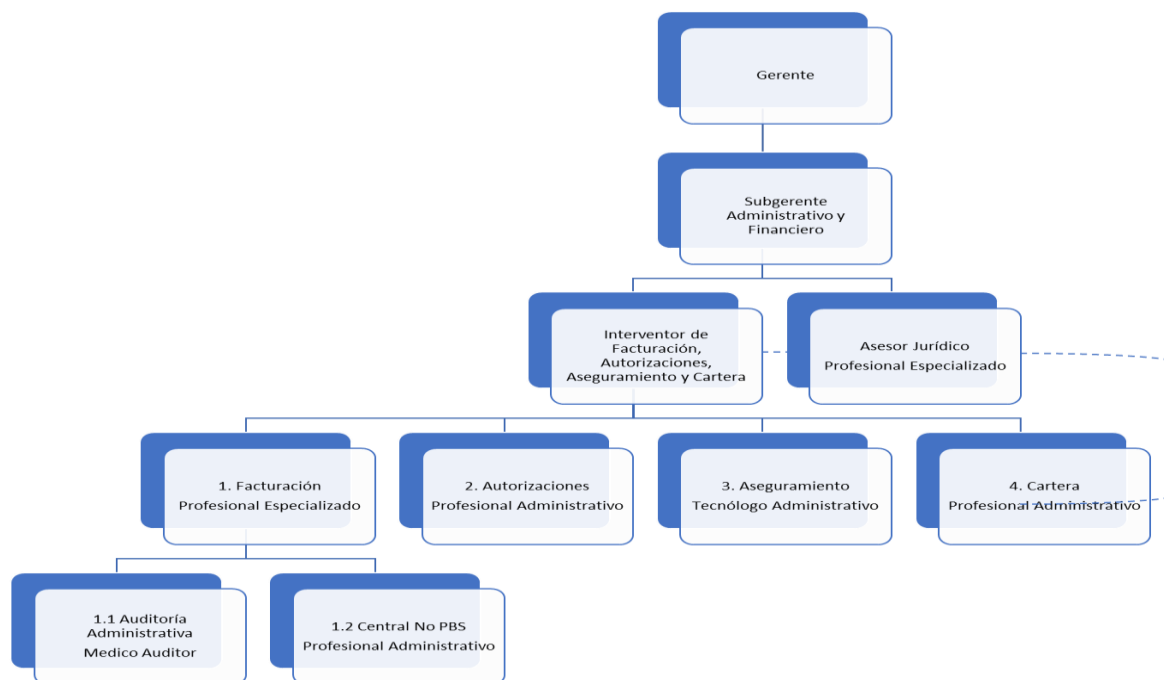 Gerente
Subgerente
Administrativo y
Financiero
Interventor de
Facturación,
Autorizaciones,
Aseguramiento y Cartera
Asesor Jurídico
Profesional Especializado
1. Facturación
Profesional Especializado
2. Autorizaciones
Profesional Administrativo
3. Aseguramiento
Tecnólogo Administrativo
4. Cartera
Profesional Administrativo
1.1 Auditoría
Administrativa
Medico Auditor
1.2 Central No PBS
Profesional Administrativo